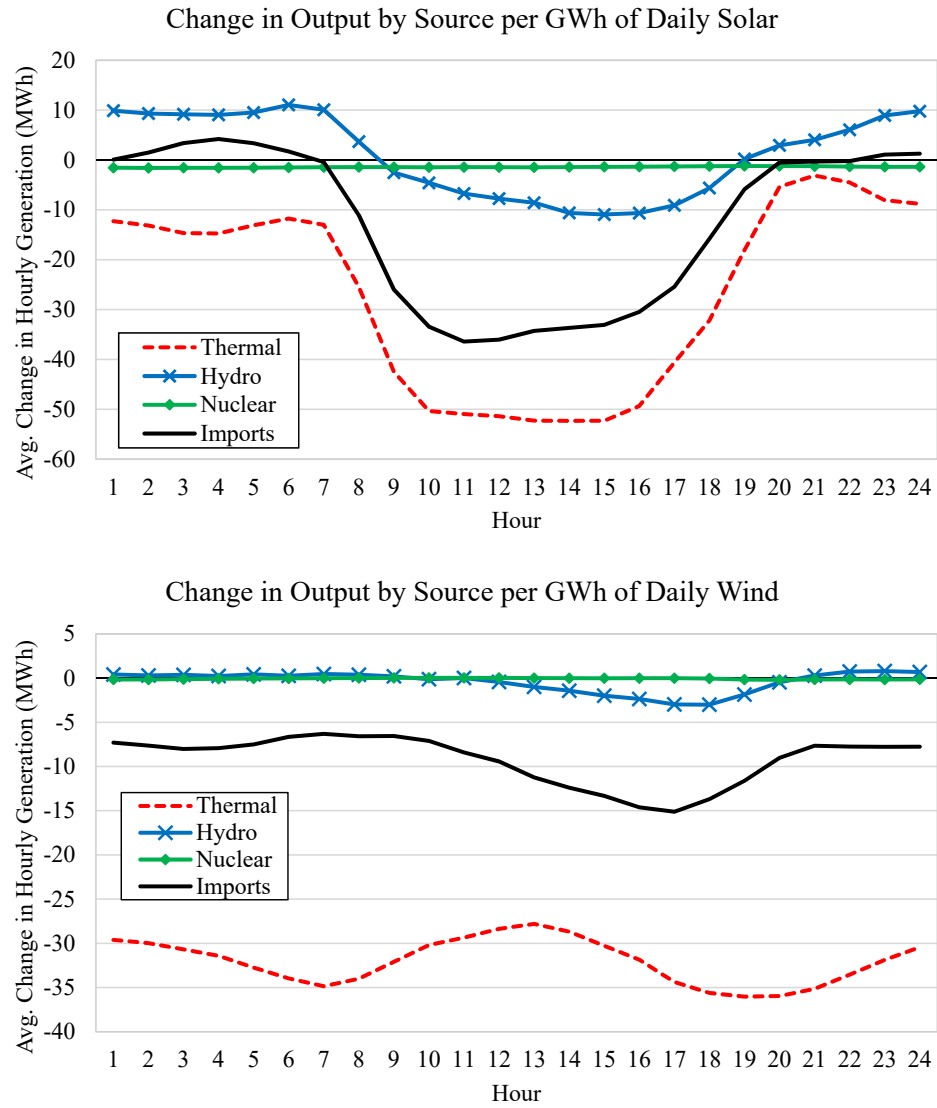 Change in Output by Source per GWh of Daily Solar
Avg. Change in Hourly Generation (MWh)
20
10
0
-10
-20
-30
-40
-50
-60
Thermal
Hydro
Nuclear
Imports
1 2 3 4 5 6 7 8 9 10 11 12 13 14 15 16 17 18 19 20 21 22 23 24
Hour
Change in Output by Source per GWh of Daily Wind
Avg. Change in Hourly Generation (MWh)
5
0
-5
-10
-15
-20
-25
-30
-35
-40
Thermal
Hydro
Nuclear
Imports
1 2 3 4 5 6 7 8 9 10 11 12 13 14 15 16 17 18 19 20 21 22 23 24
Hour